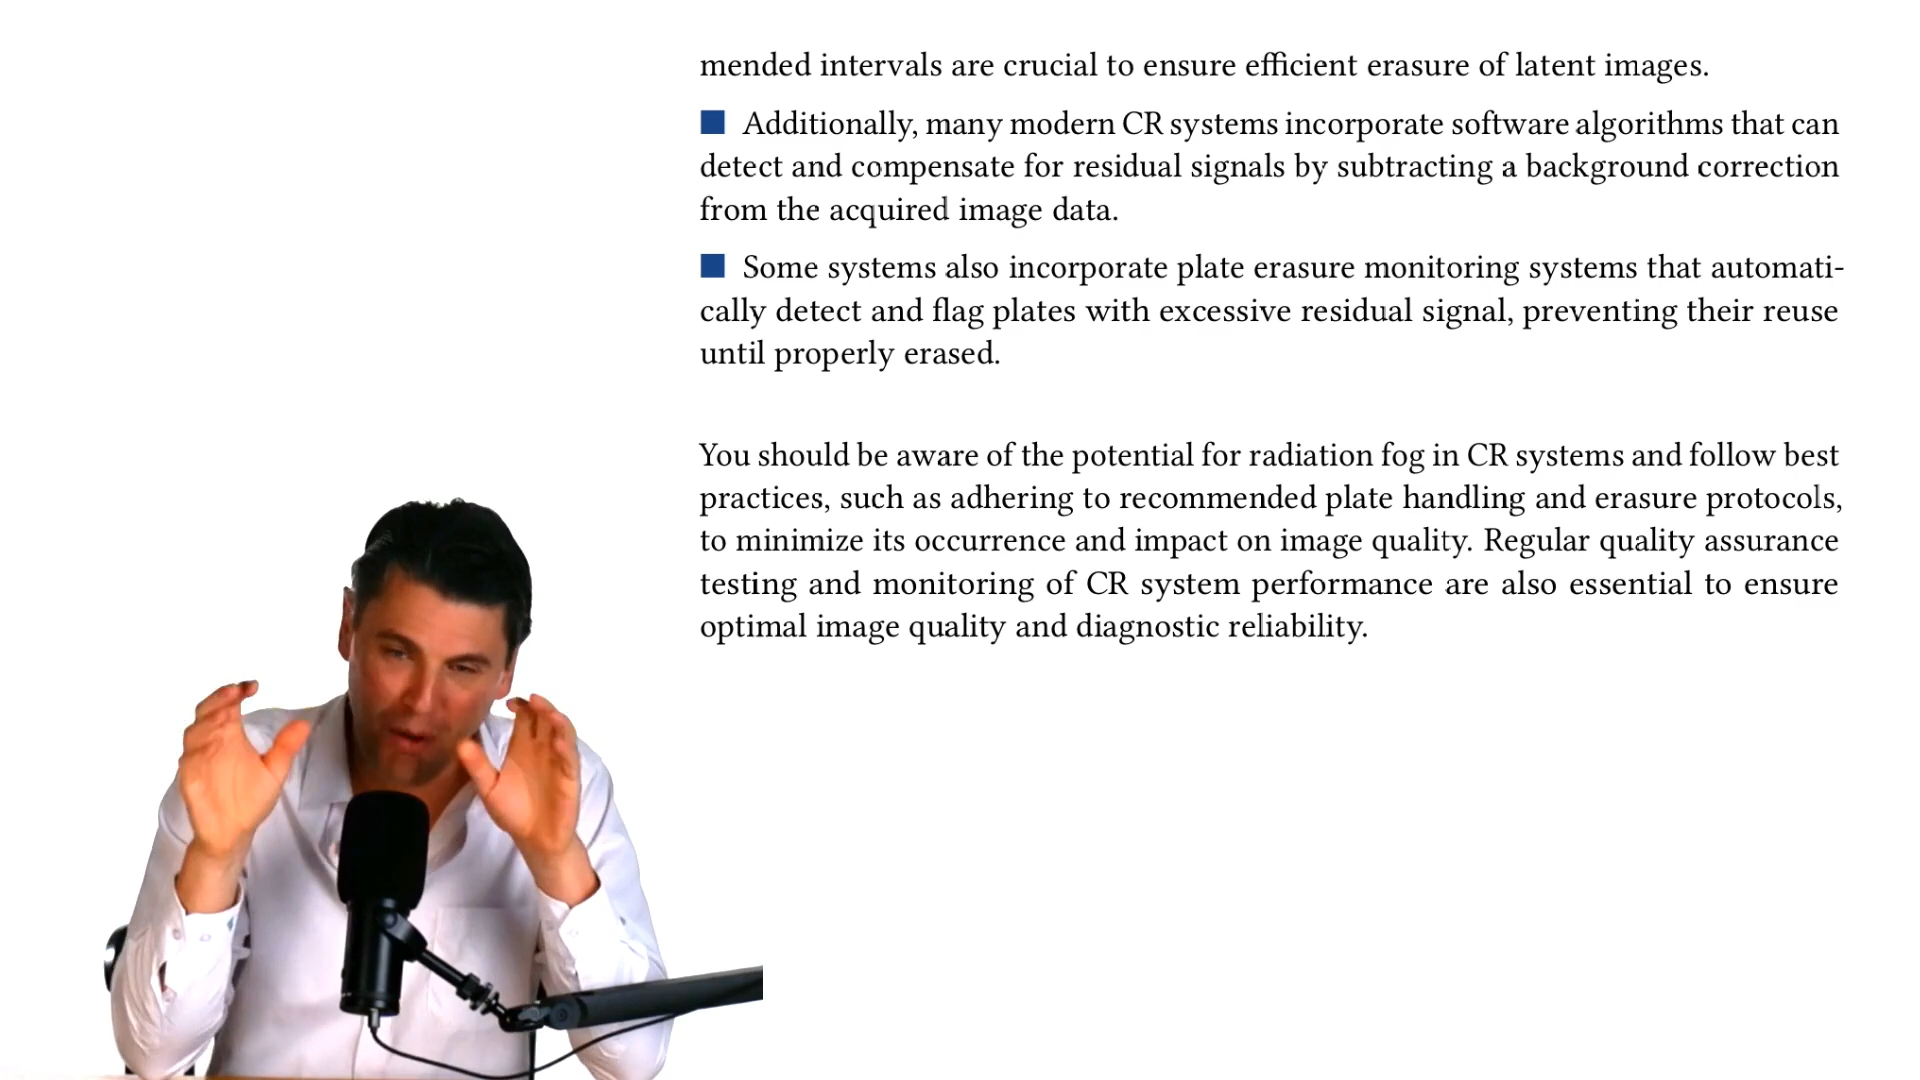 mended intervals are crucial to ensure efficient erasure of latent images.
■ Additionally, many modern CR systems incorporate software algorithms that can
detect and compensate for residual signals by subtracting a background correction
from the acquired image data.
■ Some systems also incorporate plate erasure monitoring systems that automati-
cally detect and flag plates with excessive residual signal, preventing their reuse
until properly erased.
You should be aware of the potential for radiation fog in CR systems and follow best
practices, such as adhering to recommended plate handling and erasure protocols,
to minimize its occurrence and impact on image quality. Regular quality assurance
testing and monitoring of CR system performance are also essential to ensure
optimal image quality and diagnostic reliability.